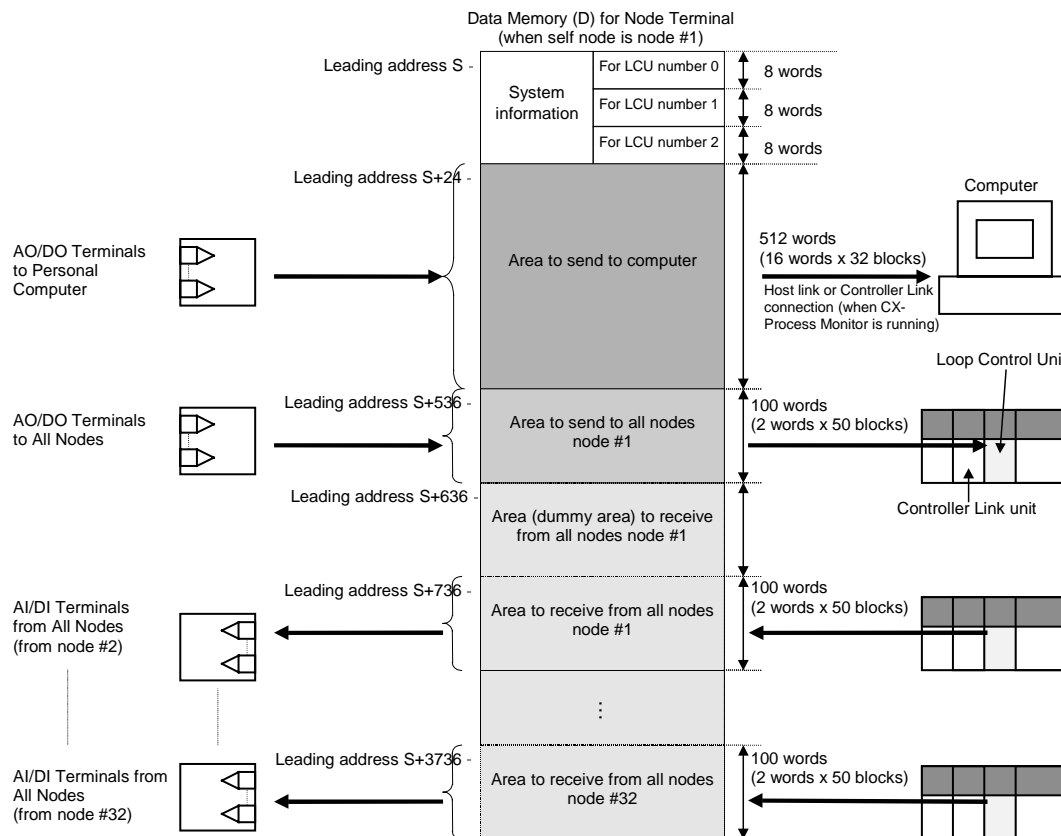 Data Memory (D) for Node Terminal
(when self node is node #1)
Leading address S
System
information
For LCU number 0
8 words
For LCU number 1
8 words
For LCU number 2
8 words
Leading address S+24
Computer
AO/DO Terminals
to Personal
Computer
Area to send to computer
512 words
(16 words x 32 blocks)
Host link or Controller Link
connection (when CX-
Process Monitor is running)
Loop Control Unit
AO/DO Terminals
to All Nodes
Leading address S+536
Area to send to all nodes
node #1
100 words
(2 words x 50 blocks)
Controller Link unit
Leading address S+636
Area (dummy area) to receive
from all nodes node #1
AI/DI Terminals
from All Nodes
(from node #2)
Leading address S+736
Area to receive from all nodes
node #1
100 words
(2 words x 50 blocks)
⋮
AI/DI Terminals from
All Nodes
(from node #32)
Leading address S+3736
Area to receive from all nodes
node #32
100 words
(2 words x 50 blocks)